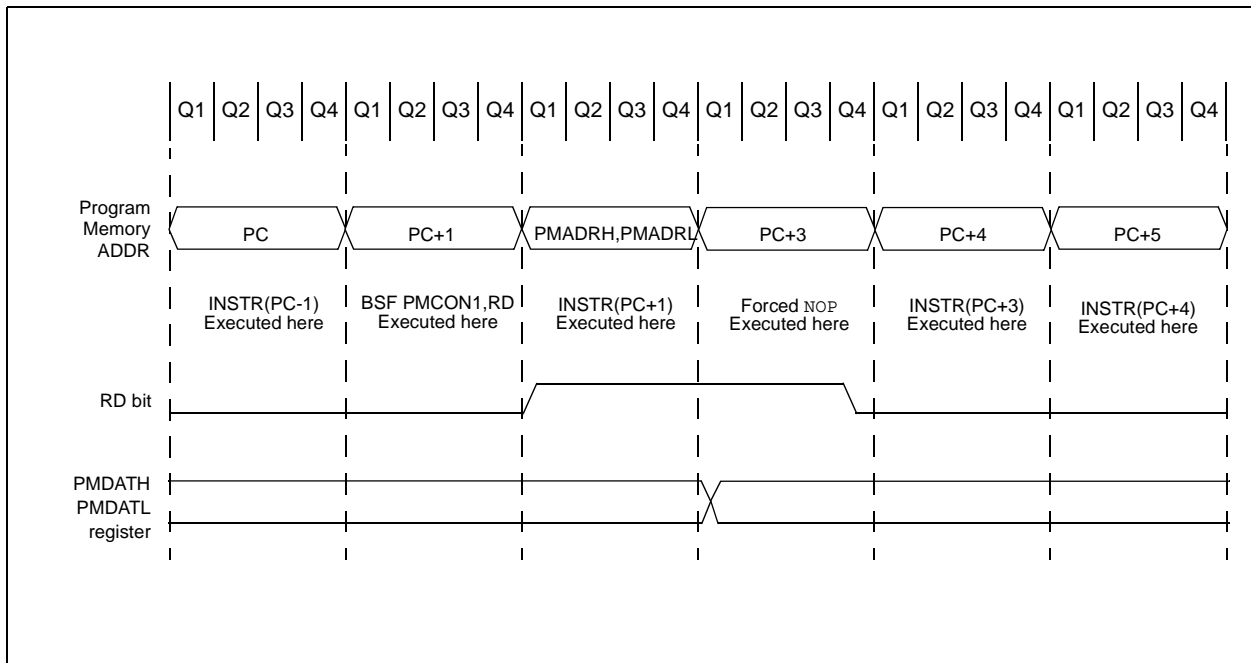 Q1 Q2 Q3 Q4 Q1 Q2 Q3 Q4 Q1 Q2 Q3 Q4 Q1 Q2 Q3 Q4 Q1 Q2 Q3 Q4 Q1 Q2 Q3 Q4
Program
Memory
ADDR
PC
PC+1
PMADRH,PMADRL
PC+3
PC+4
PC+5
INSTR(PC-1)
Executed here
BSF PMCON1,RD
Executed here
INSTR(PC+1)
Executed here
Forced NOP
Executed here
INSTR(PC+3)
Executed here
INSTR(PC+4)
Executed here
RD bit
PMDATH
PMDATL
register